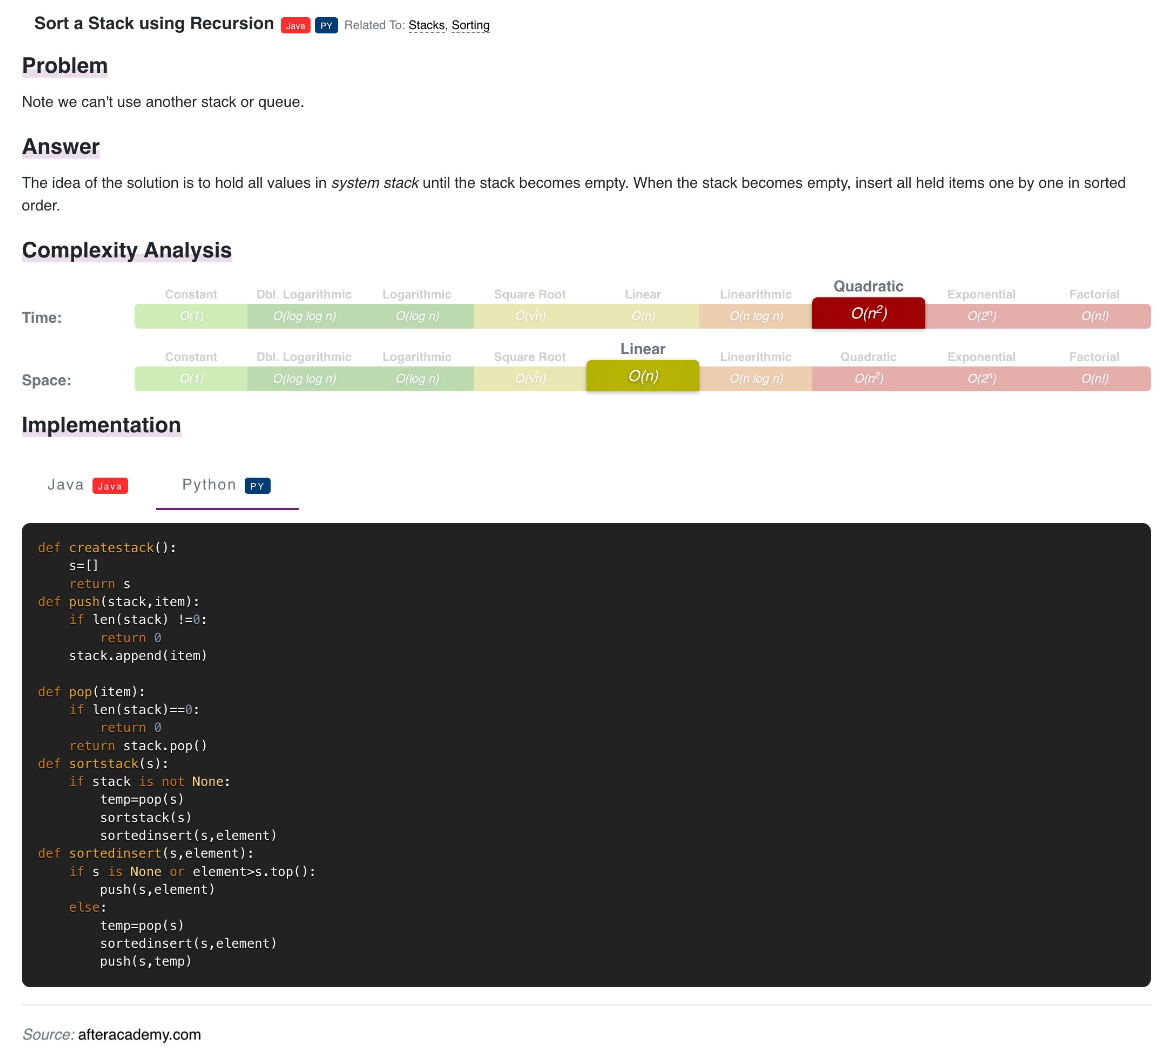 Sort a Stack using Recursion Java PY Related To: Stacks, Sorting
Problem
Note we can't use another stack or queue.
Answer
The idea of the solution is to hold all values in system stack until the stack becomes empty. When the stack becomes empty, insert all held items one by one in sorted
order.
Complexity Analysis
Constant Dbl. Logarithmic Logarithmic Square Root Linear Linearithmic Quadratic Exponential Factorial
Time: O(1) O(log log n) O(log n) O(√n) O(n) O(n log n) O(n²) O(2ⁿ) O(n!)
Constant Dbl. Logarithmic Logarithmic Square Root Linear Linearithmic Quadratic Exponential Factorial
Space: O(1) O(log log n) O(log n) O(√n) O(n) O(n log n) O(n²) O(2ⁿ) O(n!)
Implementation
Java Java Python PY
def createstack():
    s=[]
    return s
def push(stack,item):
    if len(stack) !=0:
        return 0
    stack.append(item)
def pop(item):
    if len(stack)==0:
        return 0
    return stack.pop()
def sortstack(s):
    if stack is not None:
        temp=pop(s)
        sortstack(s)
        sortedinsert(s,element)
def sortedinsert(s,element):
    if s is None or element>s.top():
        push(s,element)
    else:
        temp=pop(s)
        sortedinsert(s,element)
        push(s,temp)
Source: afteracademy.com